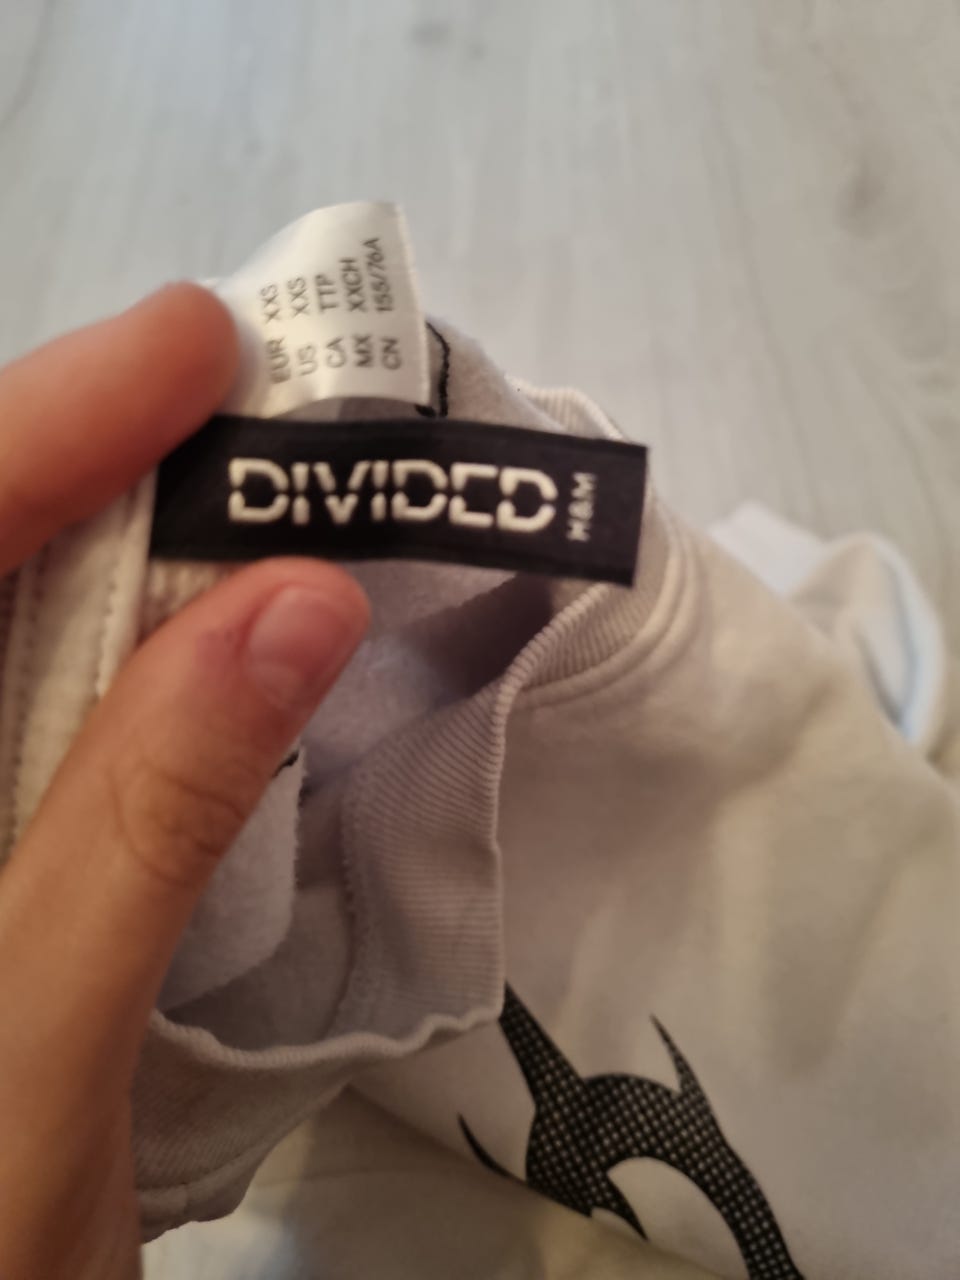 EUR XXS
US XXS
CA TTP
MX XXCH
CN 155/76A
DIVIDED
H&M